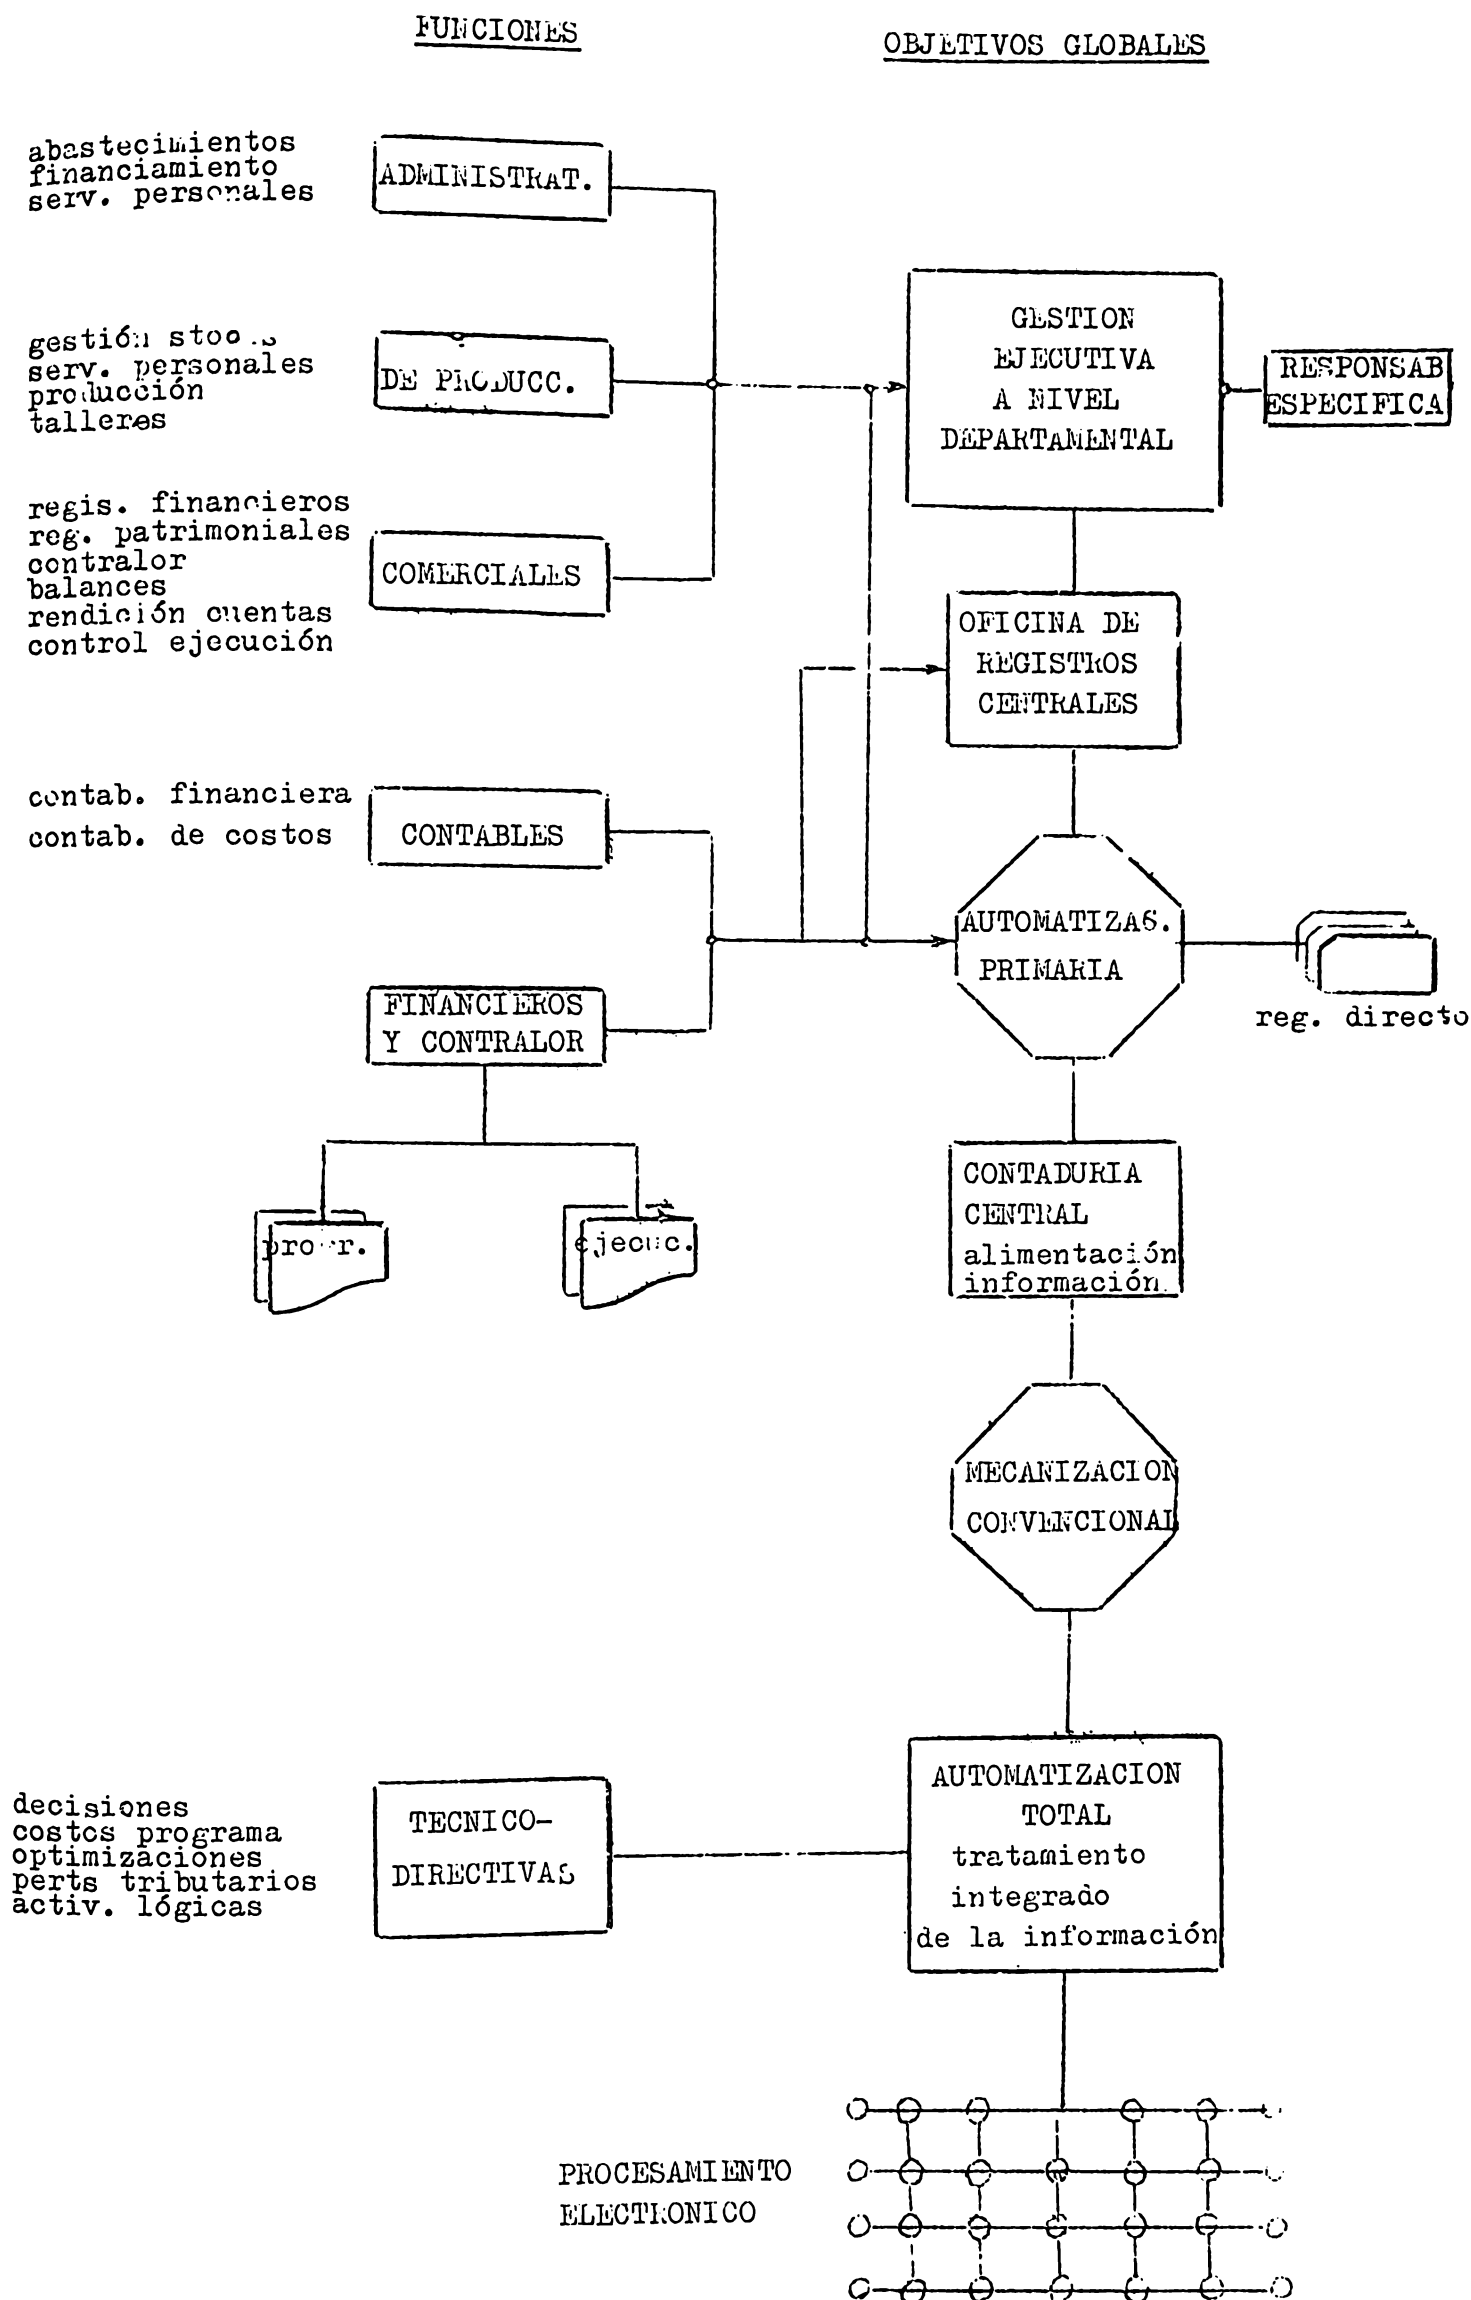 FUNCIONES
OBJETIVOS GLOBALES
abastecimientos
financiamiento
serv. personales
ADMINISTRAT.
gestión
serv. personales
producción
talleres
DE PRODUCC.
GESTION
EJECUTIVA
A NIVEL
DEPARTAMENTAL
RESPONSAB
ESPECIFICA
regis. financieros
reg. patrimoniales
contralor
balances
rendición cuentas
control ejecución
COMERCIALES
OFICINA DE
REGISTROS
CENTRALES
contab. financiera
contab. de costos
CONTABLES
AUTOMATIZAC.
PRIMARIA
reg. directo
FINANCIEROS
Y CONTRALOR
progr.
ejecuc.
CONTADURIA
CENTRAL
alimentación
información
MECANIZACION
CONVENCIONAL
decisiones
costos programa
optimizaciones
perts tributarios
activ. lógicas
TECNICO-
DIRECTIVAS
AUTOMATIZACION
TOTAL
tratamiento
integrado
de la información
PROCESAMIENTO
ELECTRONICO